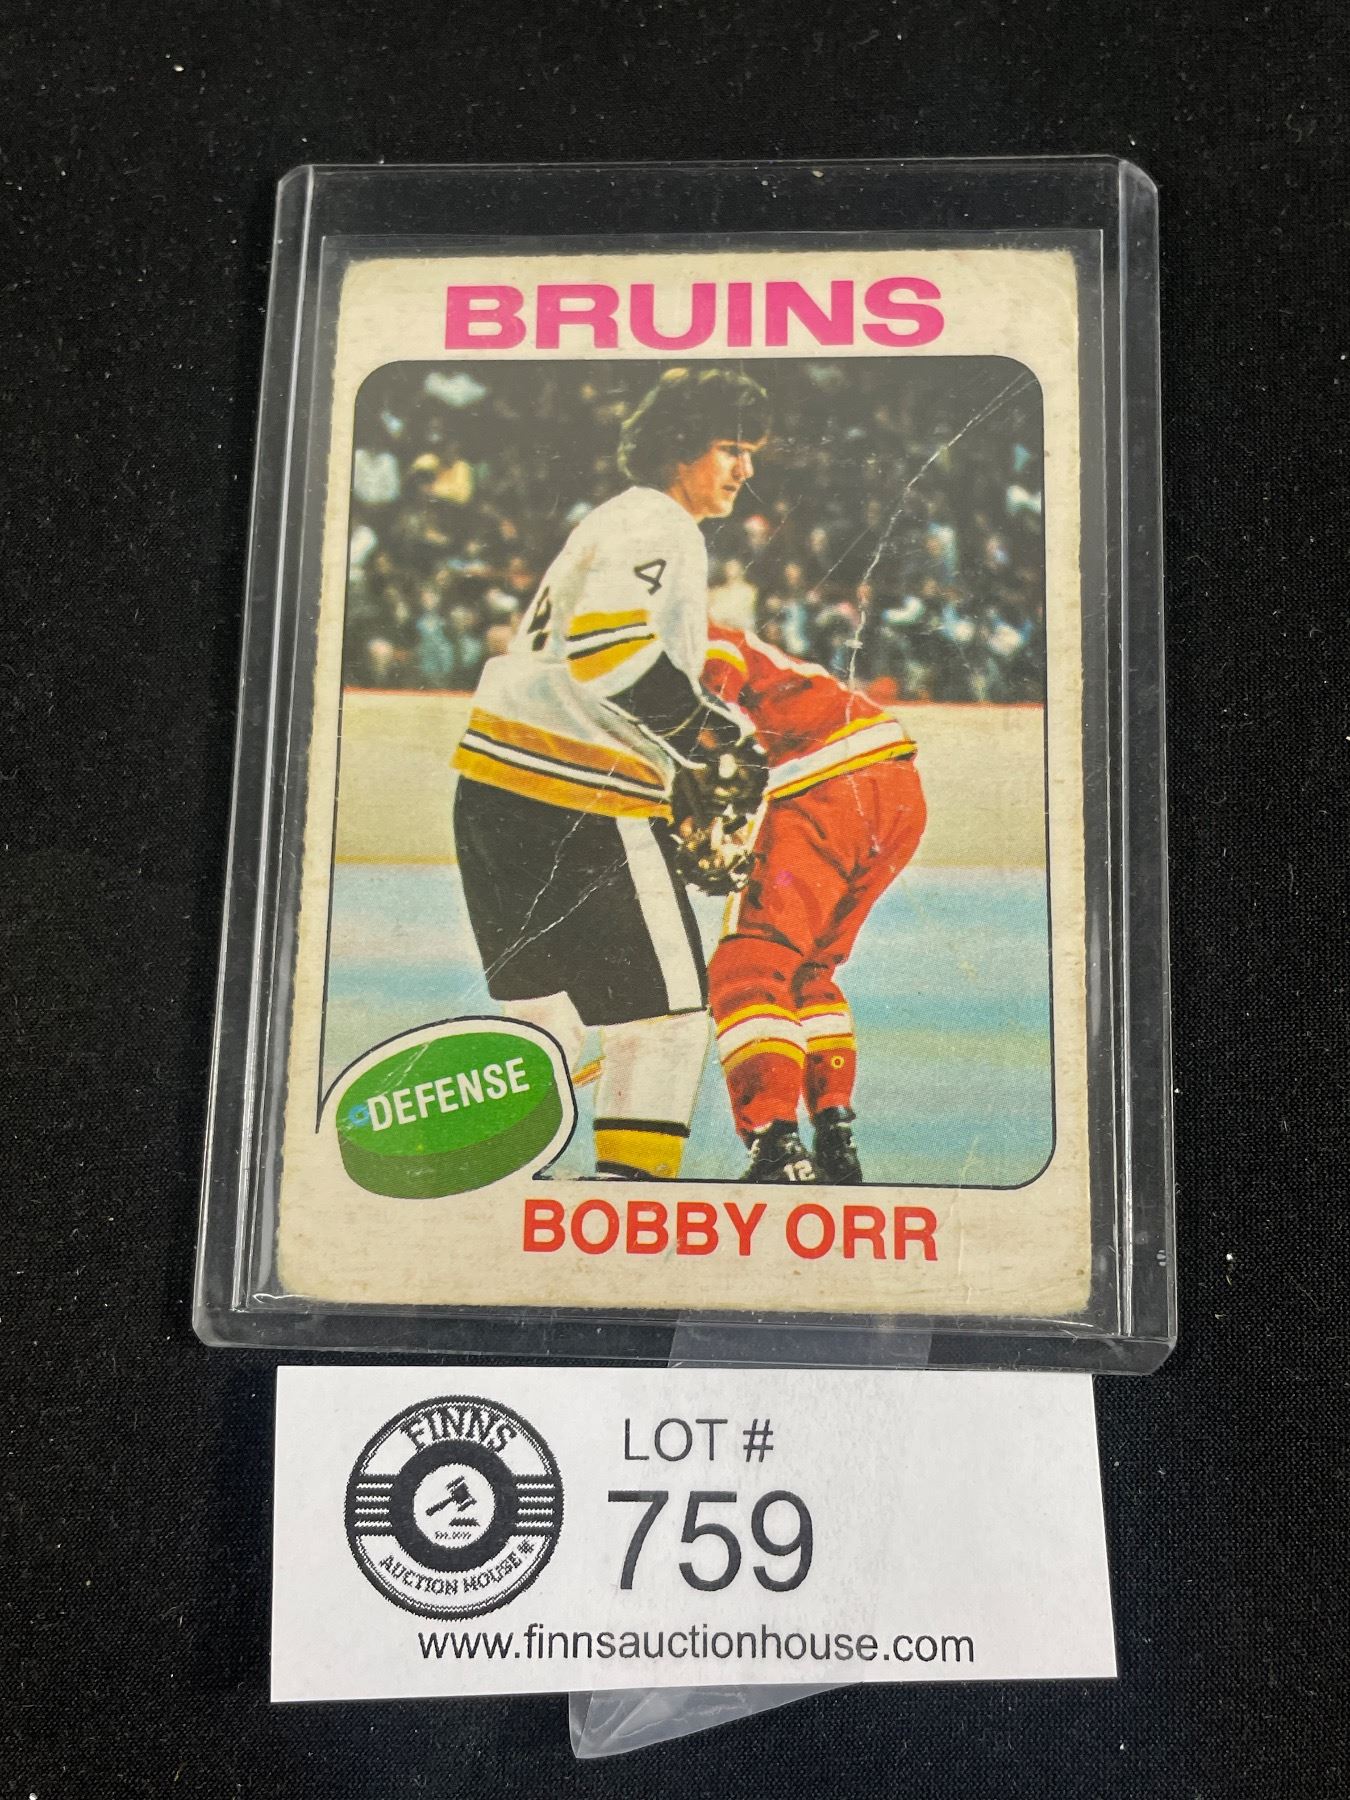 BRUINS
4
DEFENSE
12
BOBBY ORR
FINNS
AUCTION HOUSE
LOT #
759
www.finnsauctionhouse.com